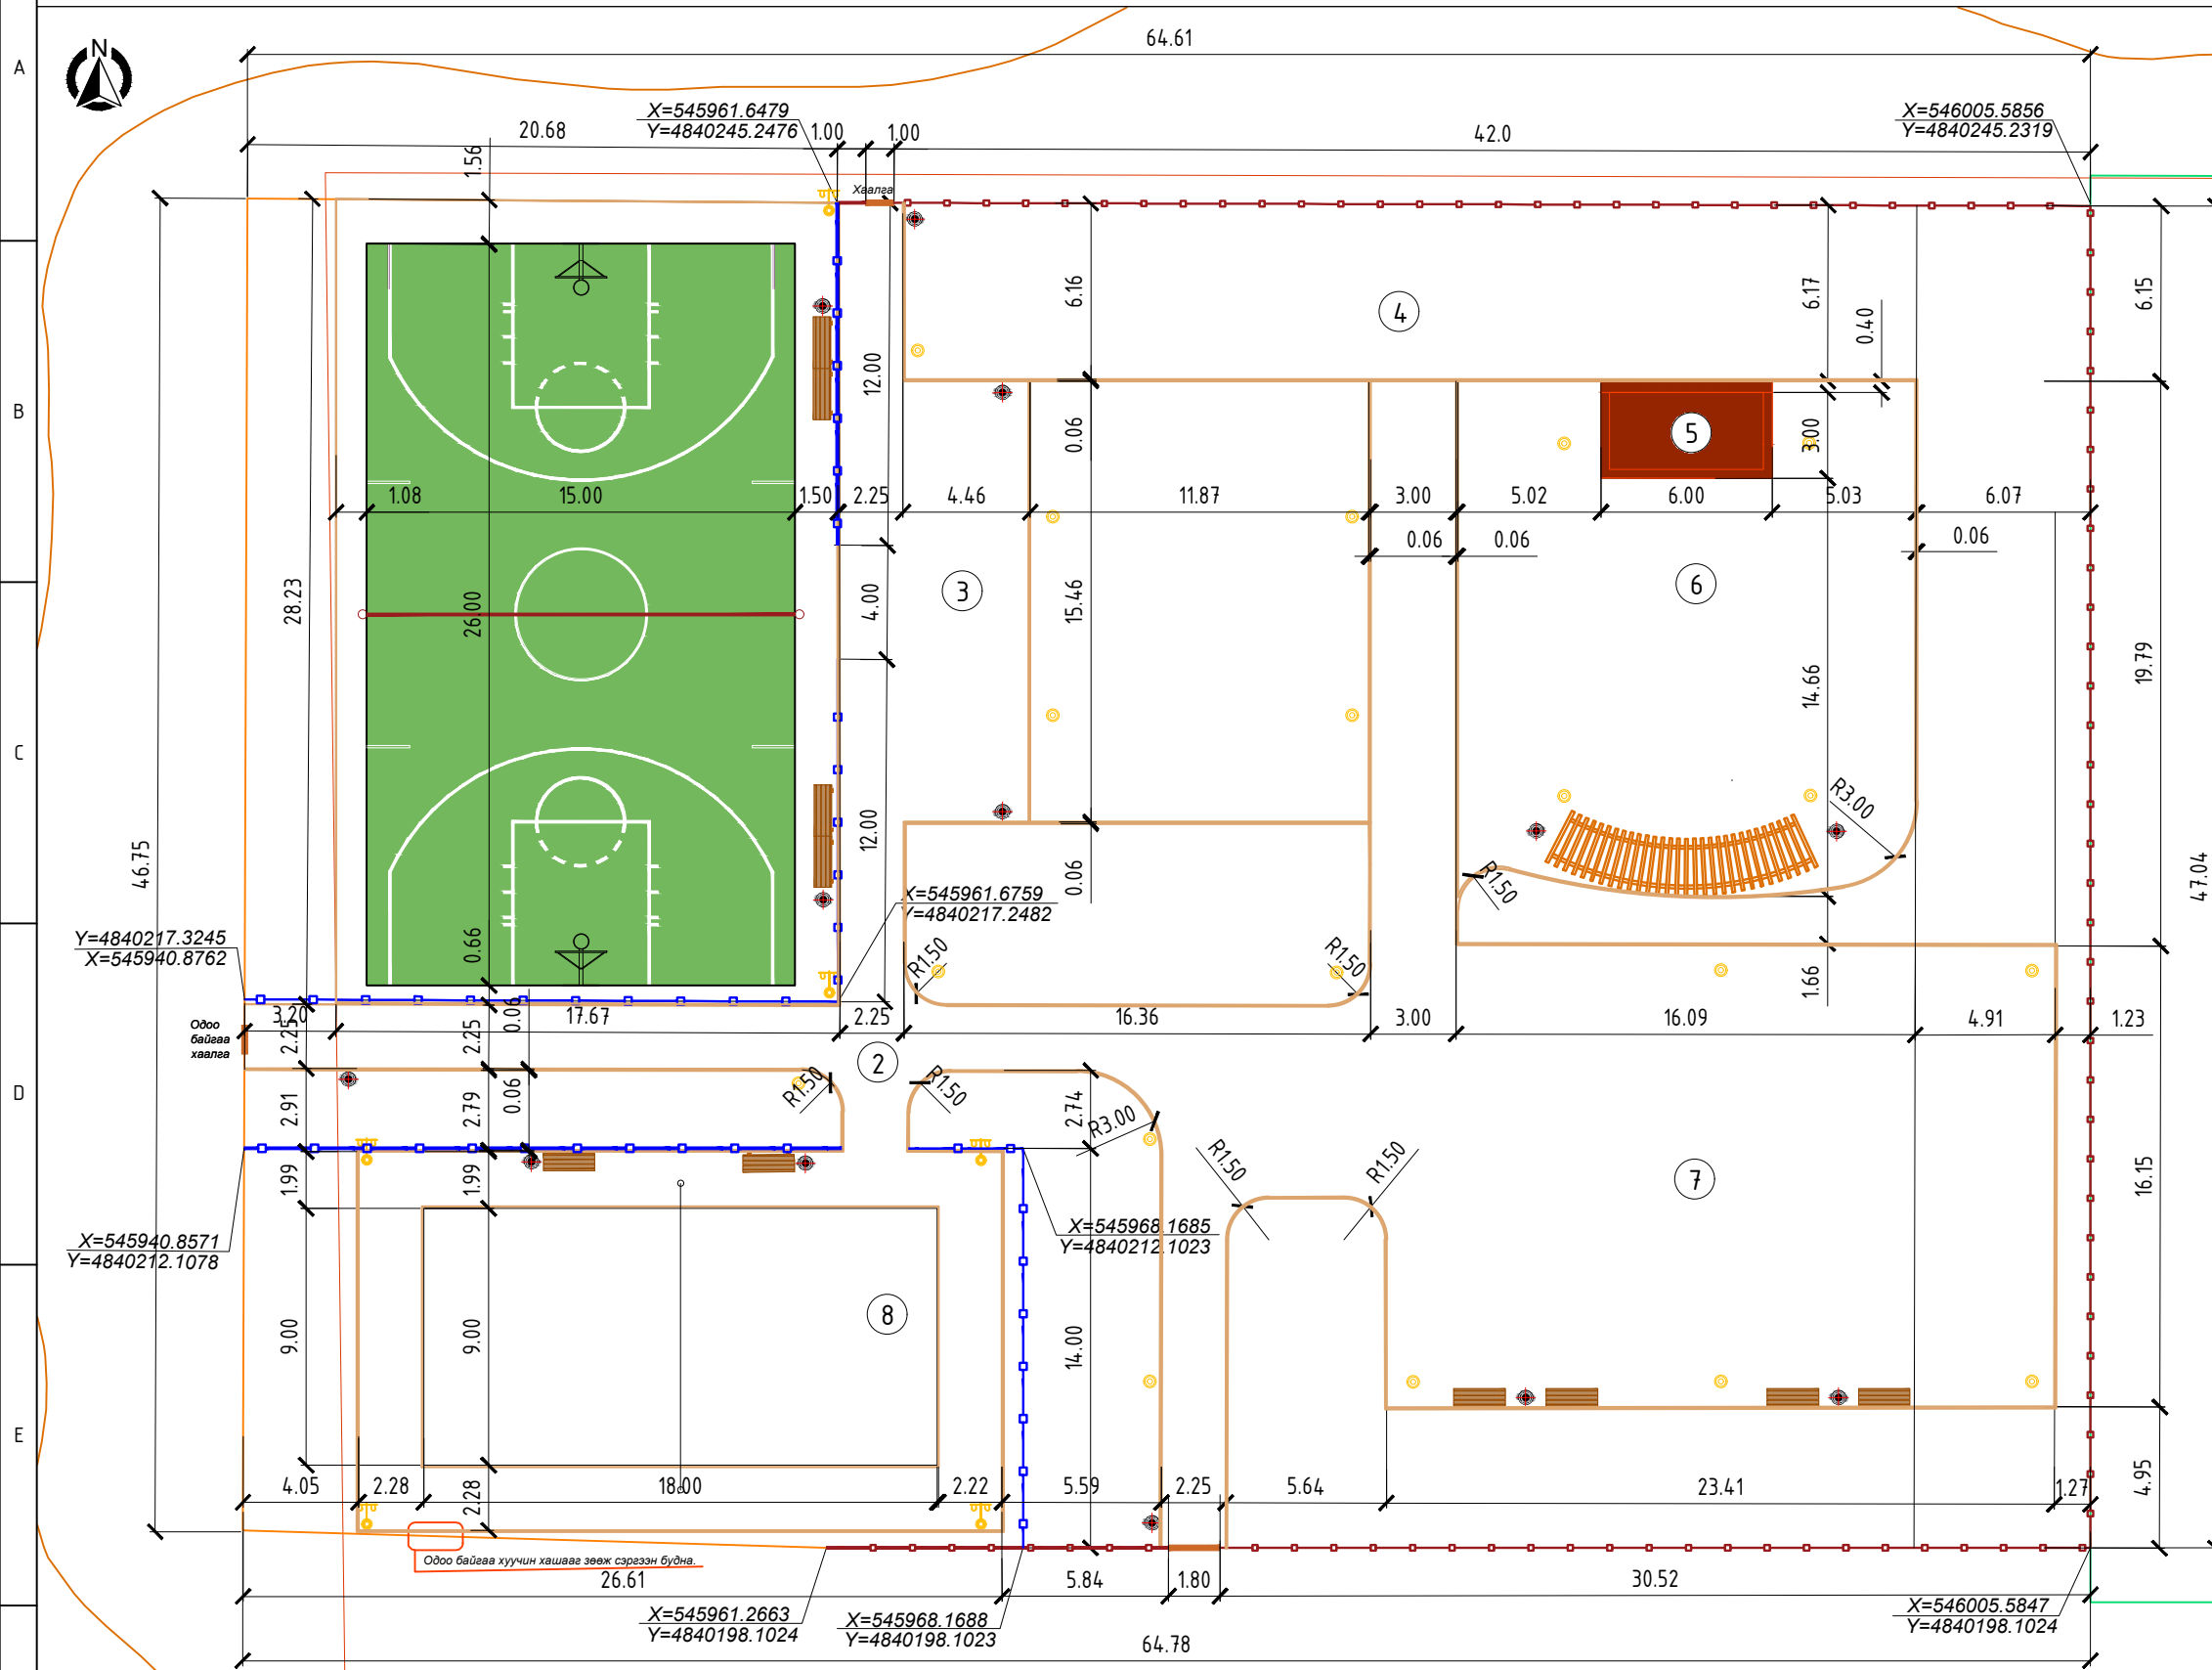 64.61
A
N
X=545961.6479
Y=4840245.2476
X=546005.5856
Y=4840245.2319
20.68
1.00
1.00
42.0
1.56
Хаалга
6.16
6.17
6.15
4
0.40
12.00
B
5
0.06
3.00
1.08
15.00
1.50
2.25
4.46
11.87
3.00
5.02
6.00
5.03
6.07
0.06
0.06
0.06
28.23
26.00
4.00
3
15.46
6
14.66
19.79
C
R3.00
12.00
46.75
0.06
R1.50
47.04
X=545961.6759
Y=4840217.2482
Y=4840217.3245
X=545940.8762
0.66
R1.50
R1.50
1.66
Одоо
байгаа
хаалга
3.20
2.25
2.25
0.06
17.67
2.25
16.36
3.00
16.09
4.91
1.23
2
D
2.91
2.79
0.06
R1.50
R1.50
2.74
R3.00
R1.50
R1.50
1.99
1.99
7
16.15
X=545968.1685
Y=4840212.1023
X=545940.8571
Y=4840212.1078
8
9.00
9.00
14.00
E
4.05
2.28
2.28
18.00
2.22
5.59
2.25
5.64
23.41
1.27
4.95
Одоо байгаа хуучин хашааг зөөж сэргээн будна.
26.61
5.84
1.80
30.52
X=545961.2663
Y=4840198.1024
X=545968.1688
Y=4840198.1023
X=546005.5847
Y=4840198.1024
64.78